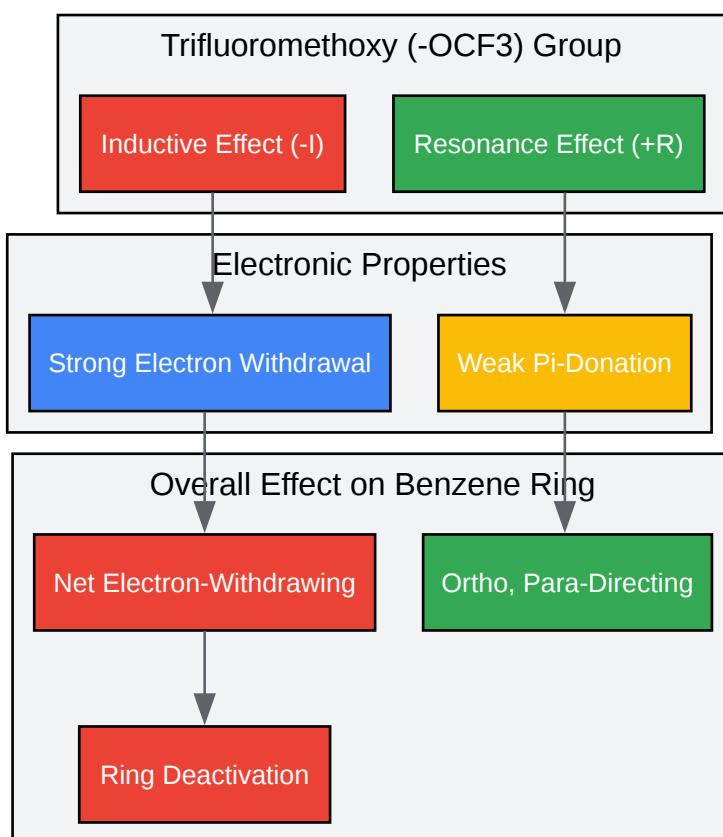 Trifluoromethoxy (-OCF3) Group
Inductive Effect (-I)
Resonance Effect (+R)
Electronic Properties
Strong Electron Withdrawal
Weak Pi-Donation
Overall Effect on Benzene Ring
Net Electron-Withdrawing
Ortho, Para-Directing
Ring Deactivation